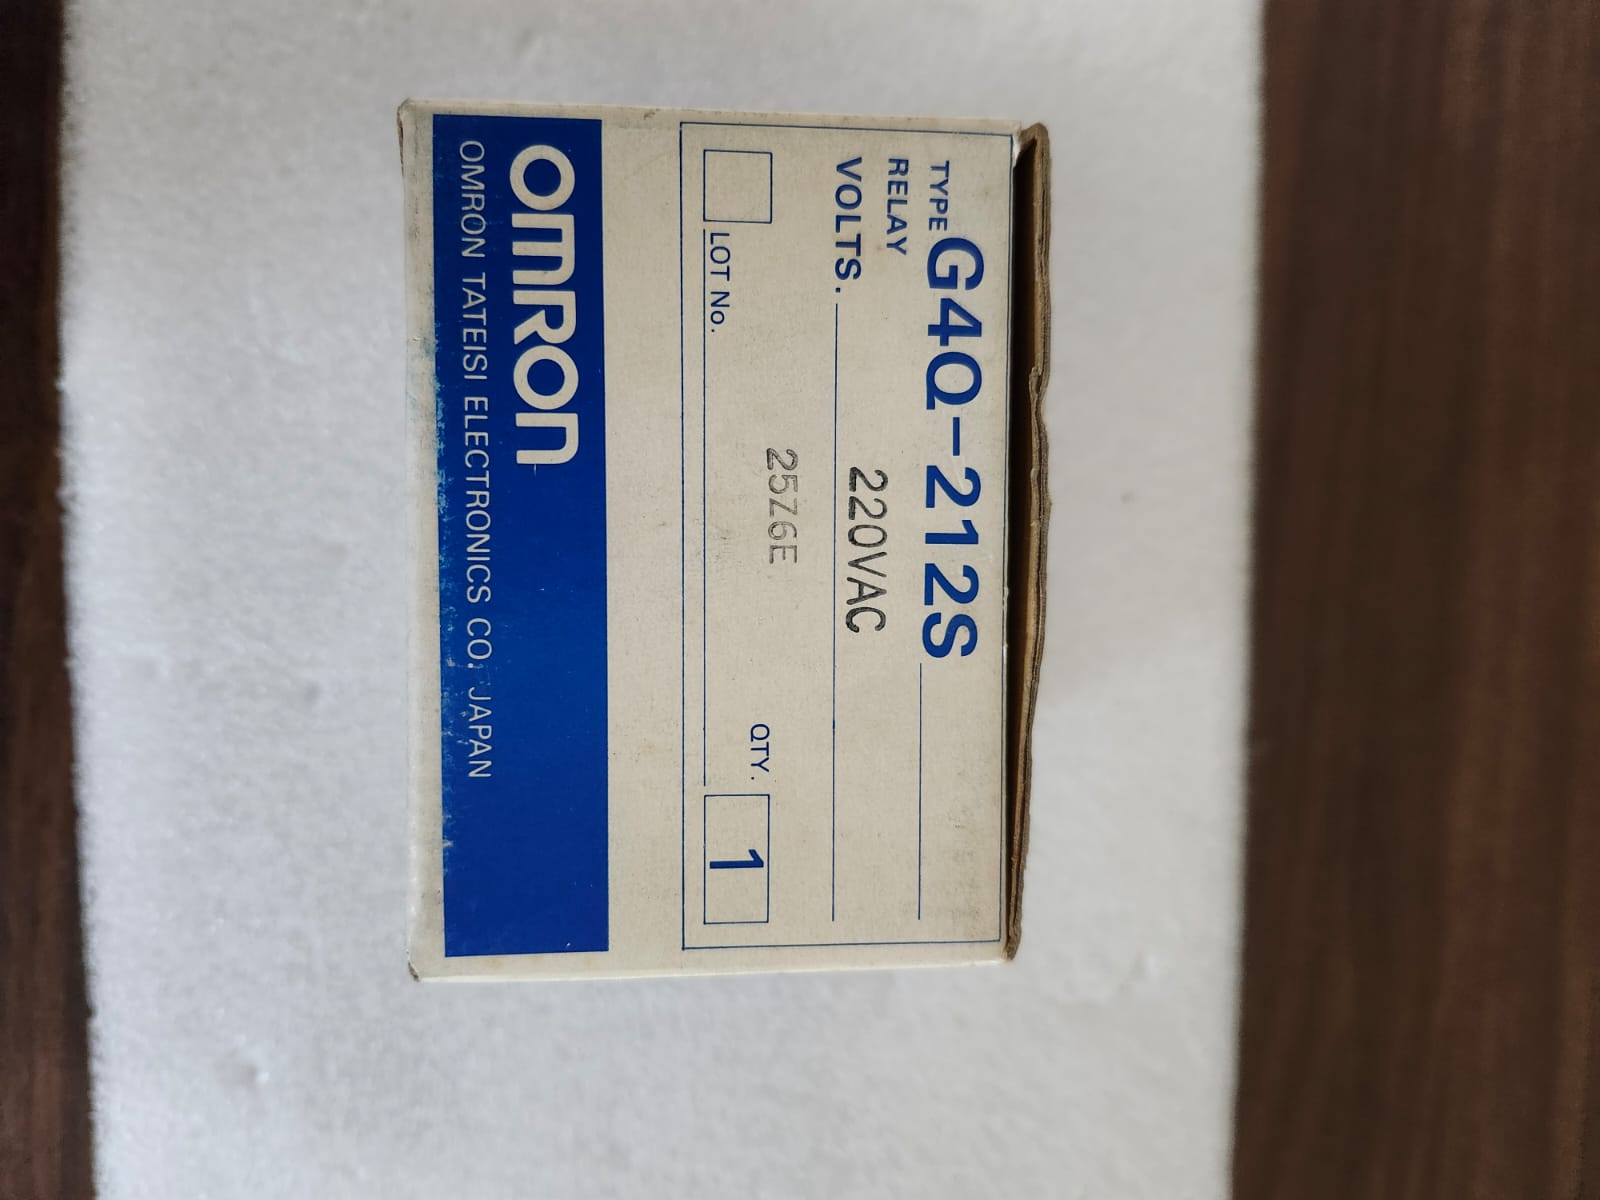 TYPE G4Q-212S
RELAY
VOLTS. 220VAC
25Z6E
LOT No. QTY. 1
OMRON
OMRON TATEISI ELECTRONICS CO. JAPAN